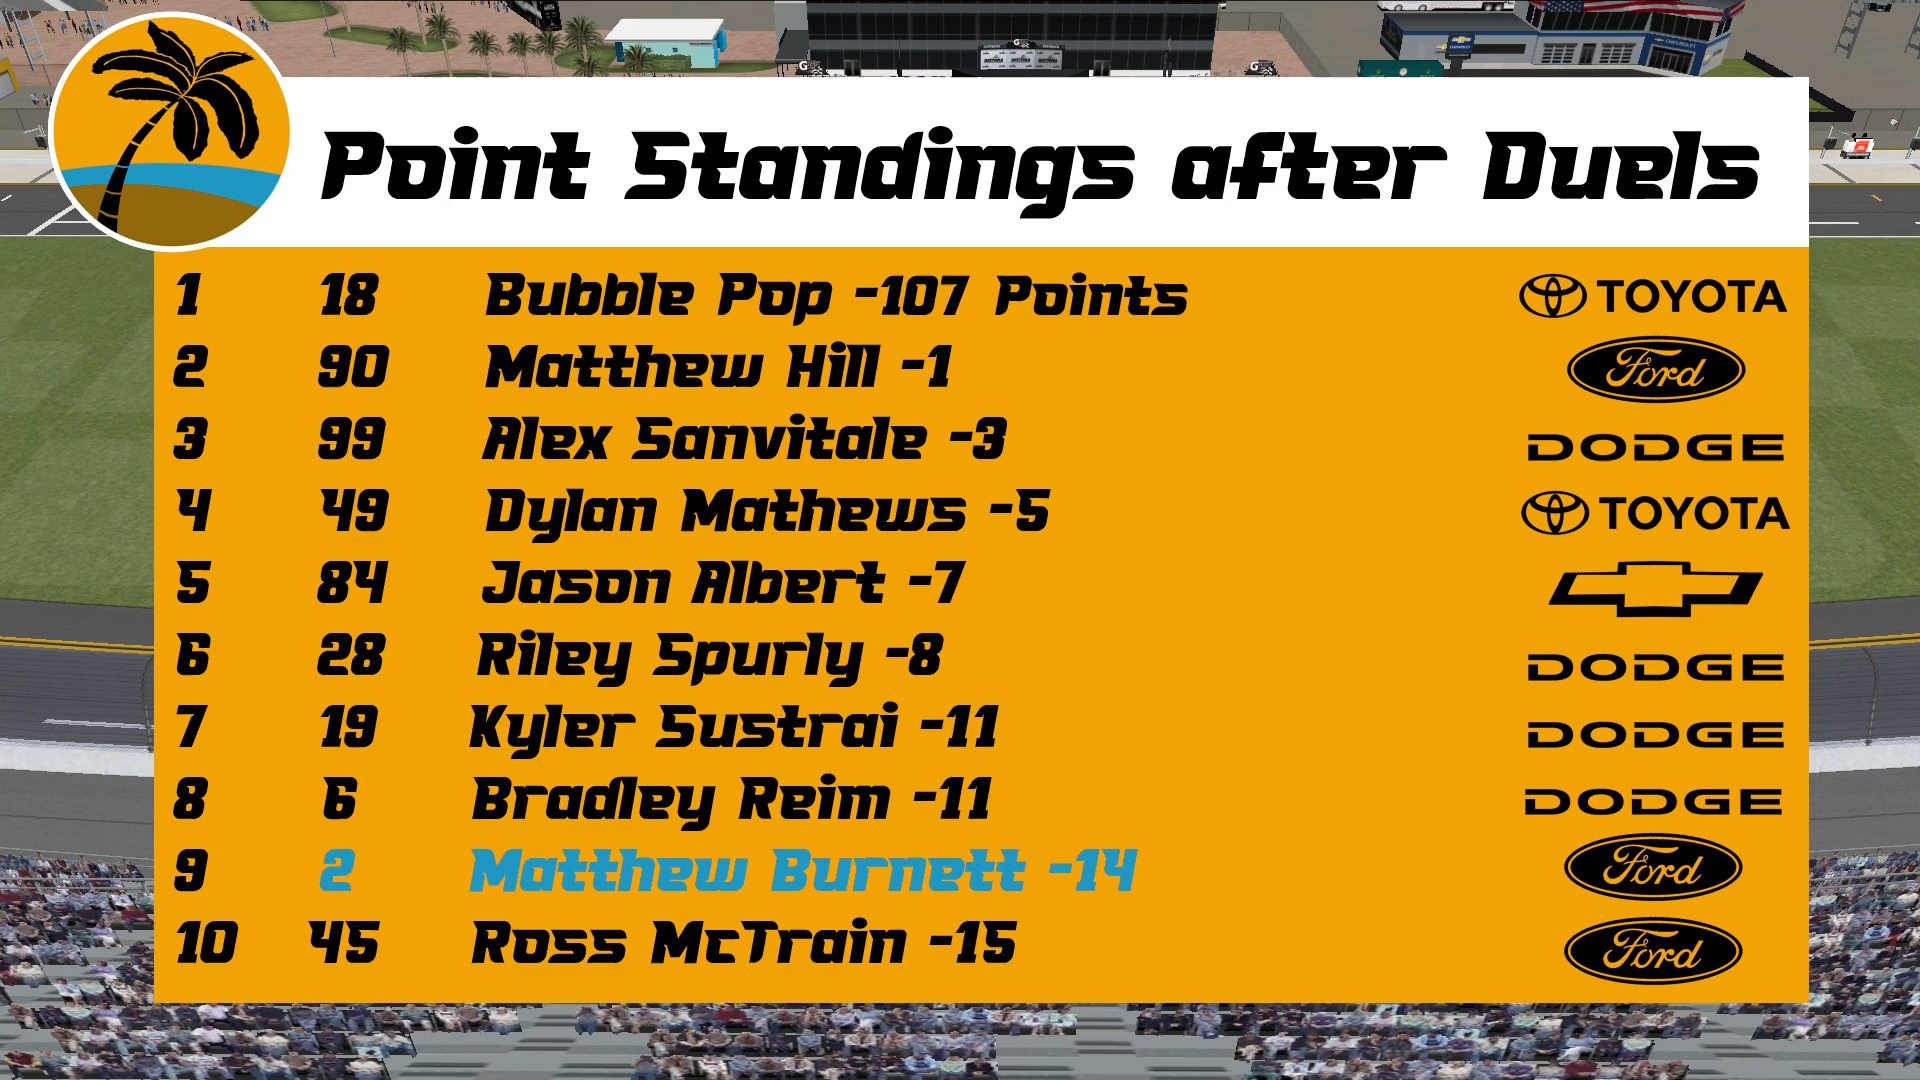 Point Standings after Duels
1 18 Bubble Pop -107 Points TOYOTA
2 90 Matthew Hill -1 Ford
3 99 Alex Sanvitale -3 DODGE
4 49 Dylan Mathews -5 TOYOTA
5 84 Jason Albert -7
6 28 Riley Spurly -8 DODGE
7 19 Kyler Sustrai -11 DODGE
8 6 Bradley Reim -11 DODGE
9 2 Matthew Burnett -14 Ford
10 45 Ross McTrain -15 Ford